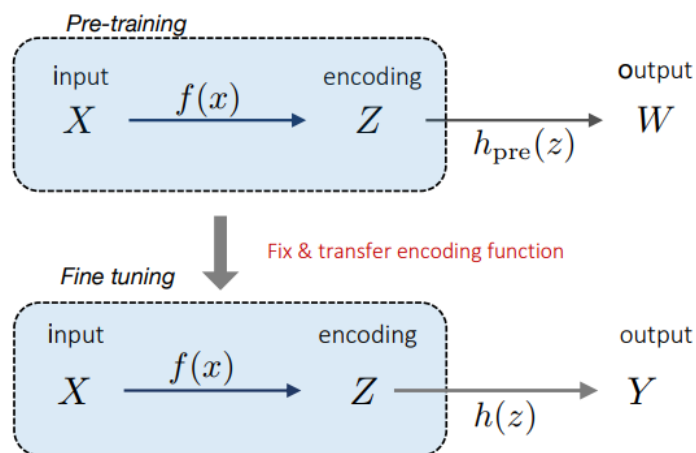 Pre-training
input encoding output
X f(x) Z W
h_pre(z)
Fix & transfer encoding function
Fine tuning
input encoding output
X f(x) Z Y
h(z)